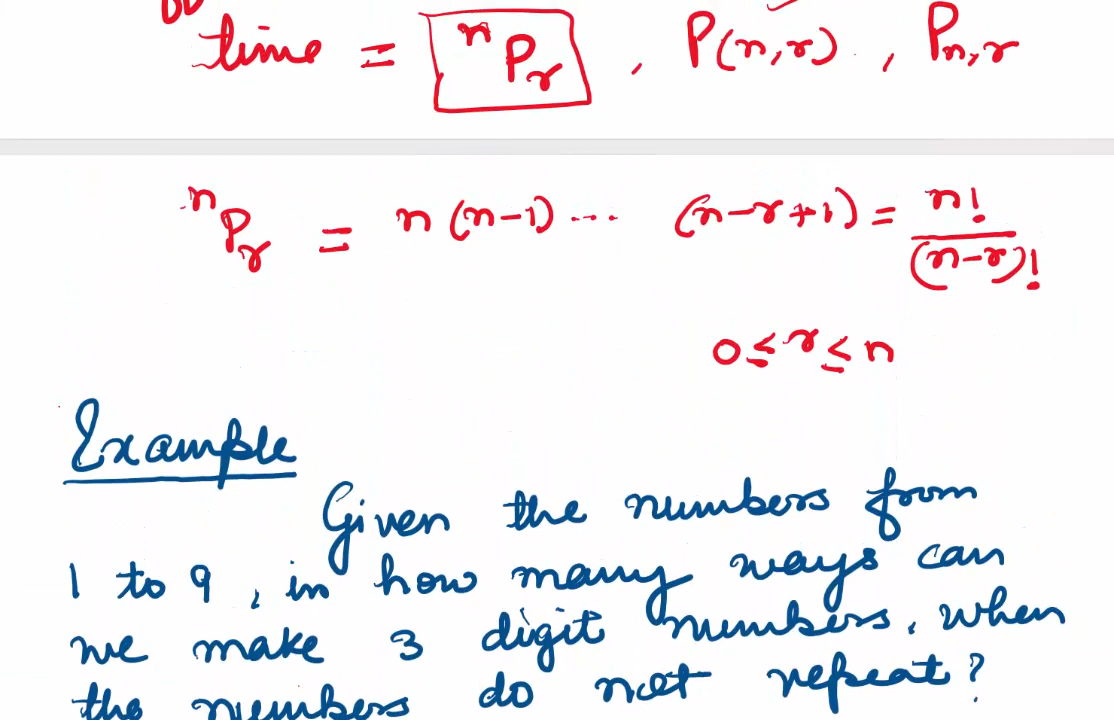 time = ⁿPᵣ , P(n,r) , Pₙ,ᵣ
ⁿPᵣ = n (n-1) ... (n-r+1) = n! / (n-r)!
0 ≤ r ≤ n
Example
Given the numbers from
1 to 9, in how many ways can
we make 3 digit numbers, when
the numbers do not repeat?